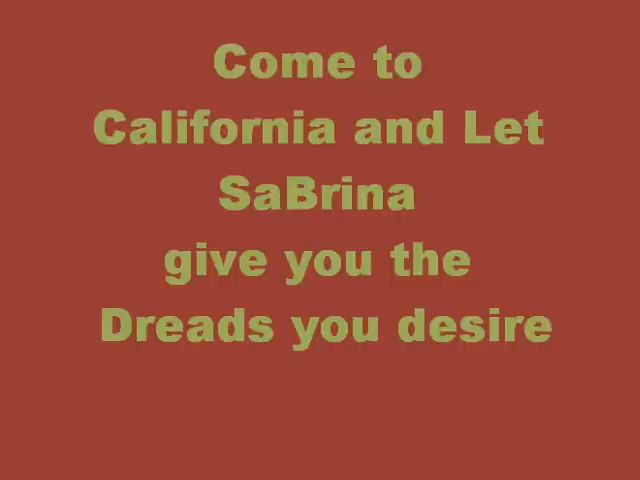 Come to
California and Let
SaBrina
give you the
Dreads you desire